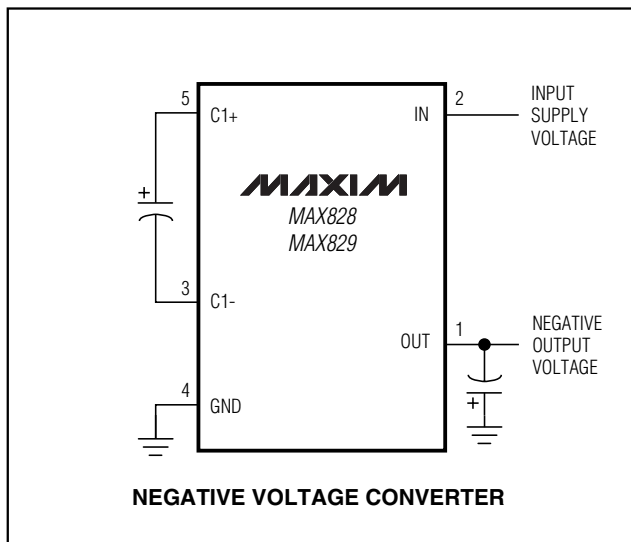 5
C1+
IN
2
INPUT
SUPPLY
VOLTAGE
+
MAXIM
MAX828
MAX829
3
C1-
OUT
1
NEGATIVE
OUTPUT
VOLTAGE
4
GND
+
NEGATIVE VOLTAGE CONVERTER